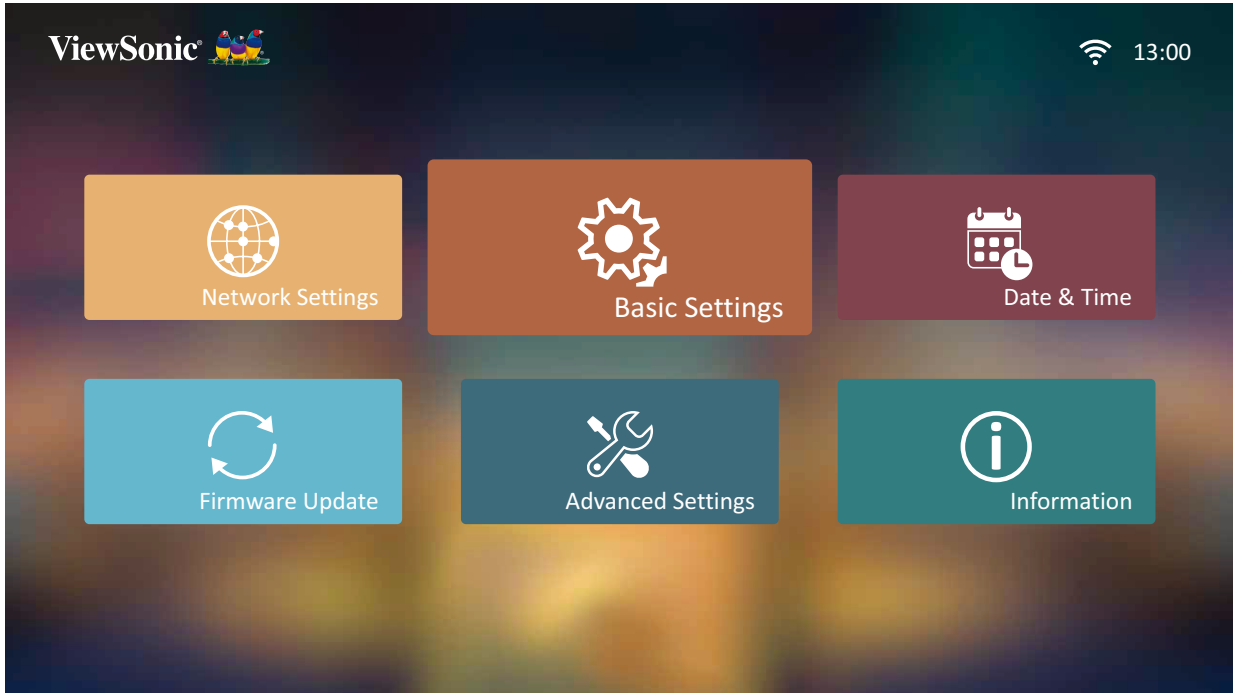 ViewSonic®
13:00
Network Settings
Basic Settings
Date & Time
Firmware Update
Advanced Settings
Information